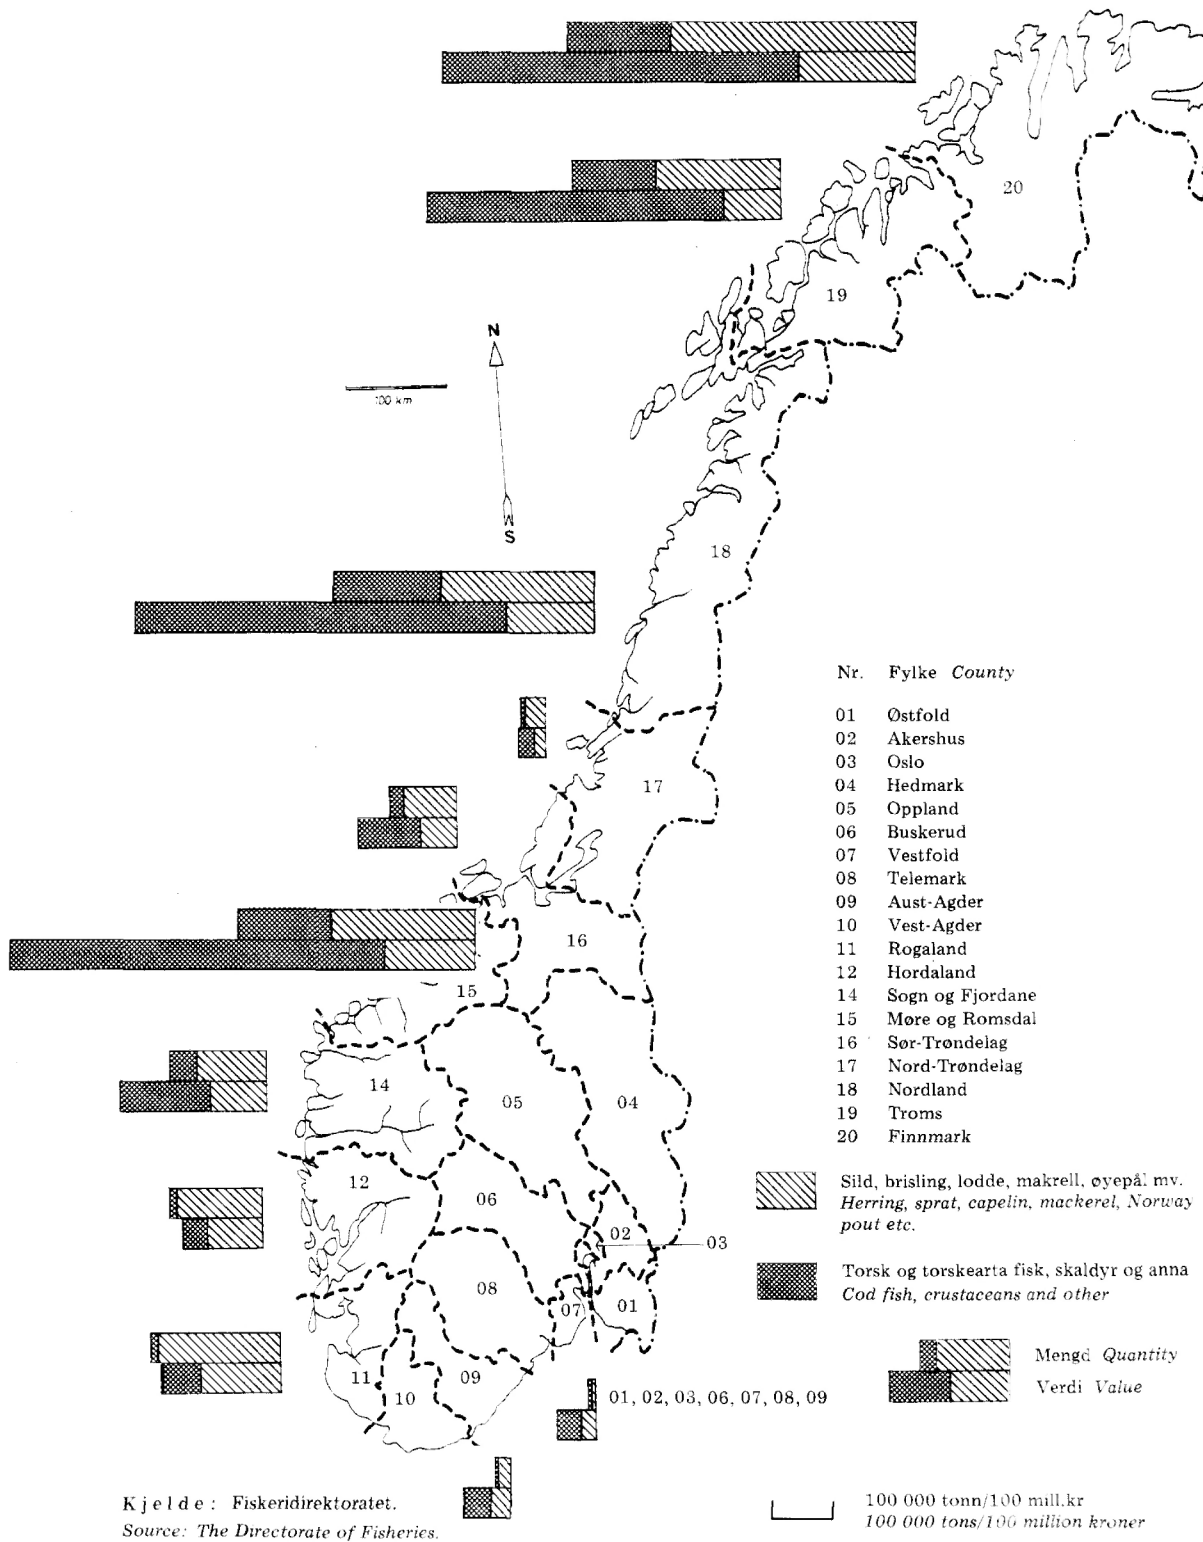 20
19
N
100 km
S
18
Nr. Fylke County
01 Østfold
02 Akershus
03 Oslo
04 Hedmark
05 Oppland
06 Buskerud
07 Vestfold
08 Telemark
09 Aust-Agder
10 Vest-Agder
11 Rogaland
12 Hordaland
14 Sogn og Fjordane
15 Møre og Romsdal
16 Sør-Trøndelag
17 Nord-Trøndelag
18 Nordland
19 Troms
20 Finnmark
17
16
15
14
05
04
12
06
02
03
08
07
01
11
10
09
Sild, brisling, lodde, makrell, øyepål mv.
Herring, sprat, capelin, mackerel, Norway
pout etc.
Torsk og torskearta fisk, skaldyr og anna
Cod fish, crustaceans and other
Mengd Quantity
Verdi Value
01, 02, 03, 06, 07, 08, 09
Kjelde: Fiskeridirektoratet.
Source: The Directorate of Fisheries.
100 000 tonn/100 mill.kr
100 000 tons/100 million kroner